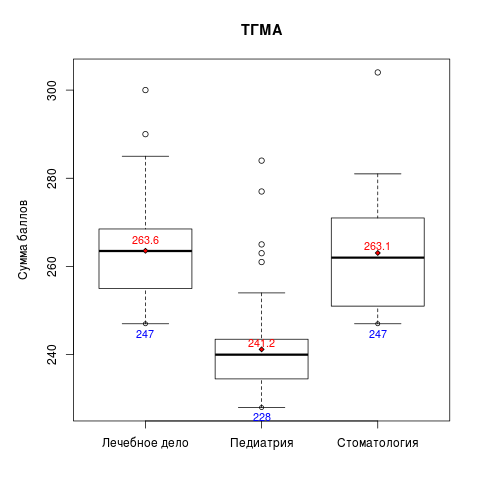 ТГМА
Сумма баллов
300
280
260
240
263.6
241.2
263.1
247
228
247
Лечебное дело
Педиатрия
Стоматология